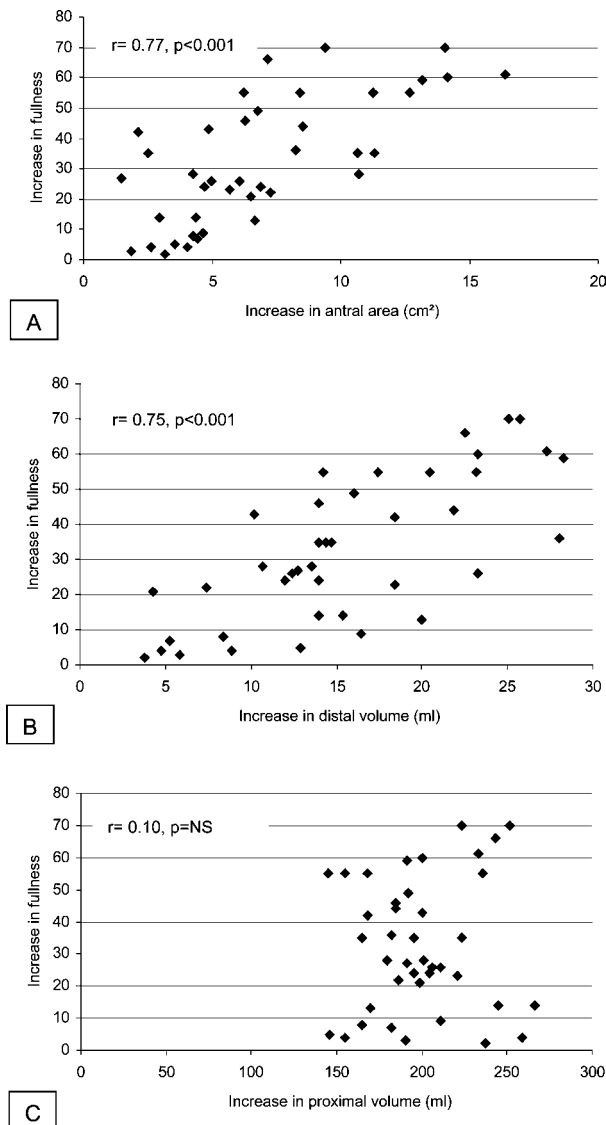 80
70
r= 0.77, p<0.001
60
50
40
30
20
10
0
Increase in fullness
0 5 10 15 20
Increase in antral area (cm²)
A
80
70
r= 0.75, p<0.001
60
50
40
30
20
10
0
Increase in fullness
0 5 10 15 20 25 30
Increase in distal volume (ml)
B
80
70
r= 0.10, p=NS
60
50
40
30
20
10
0
Increase in fullness
0 50 100 150 200 250 300
Increase in proximal volume (ml)
C